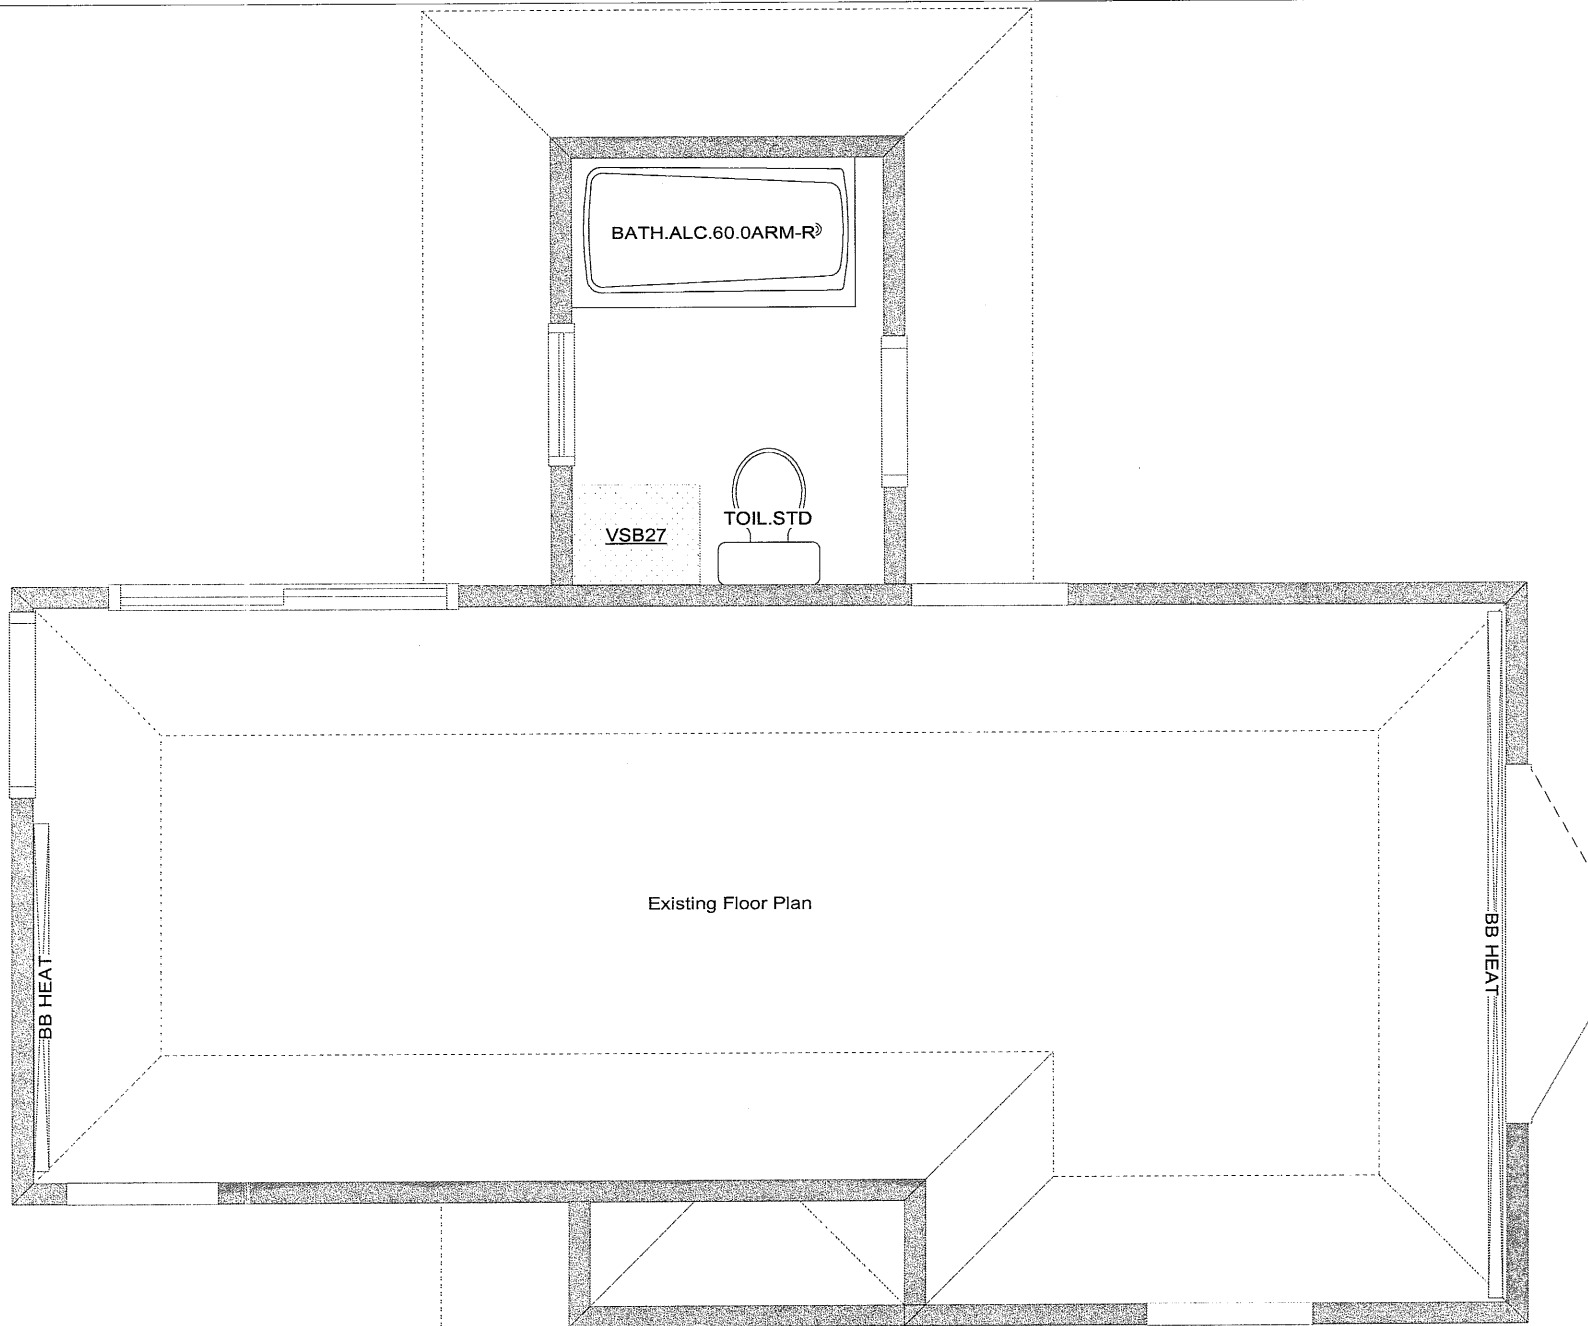 BATH.ALC.60.0ARM-R
TOIL.STD
VSB27
Existing Floor Plan
BB HEAT
BB HEAT